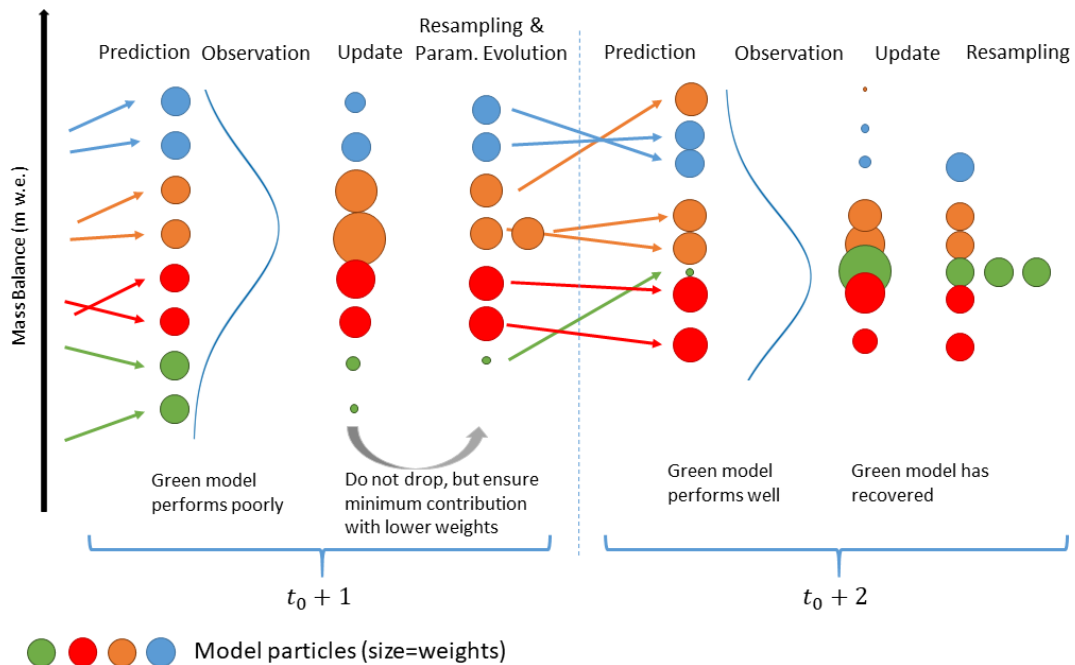 Resampling &
Prediction Observation Update Param. Evolution Prediction Observation Update Resampling
Mass Balance (m w.e.)
Green model
performs poorly
Do not drop, but ensure
minimum contribution
with lower weights
Green model
performs well
Green model has
recovered
t₀ + 1
t₀ + 2
Model particles (size=weights)